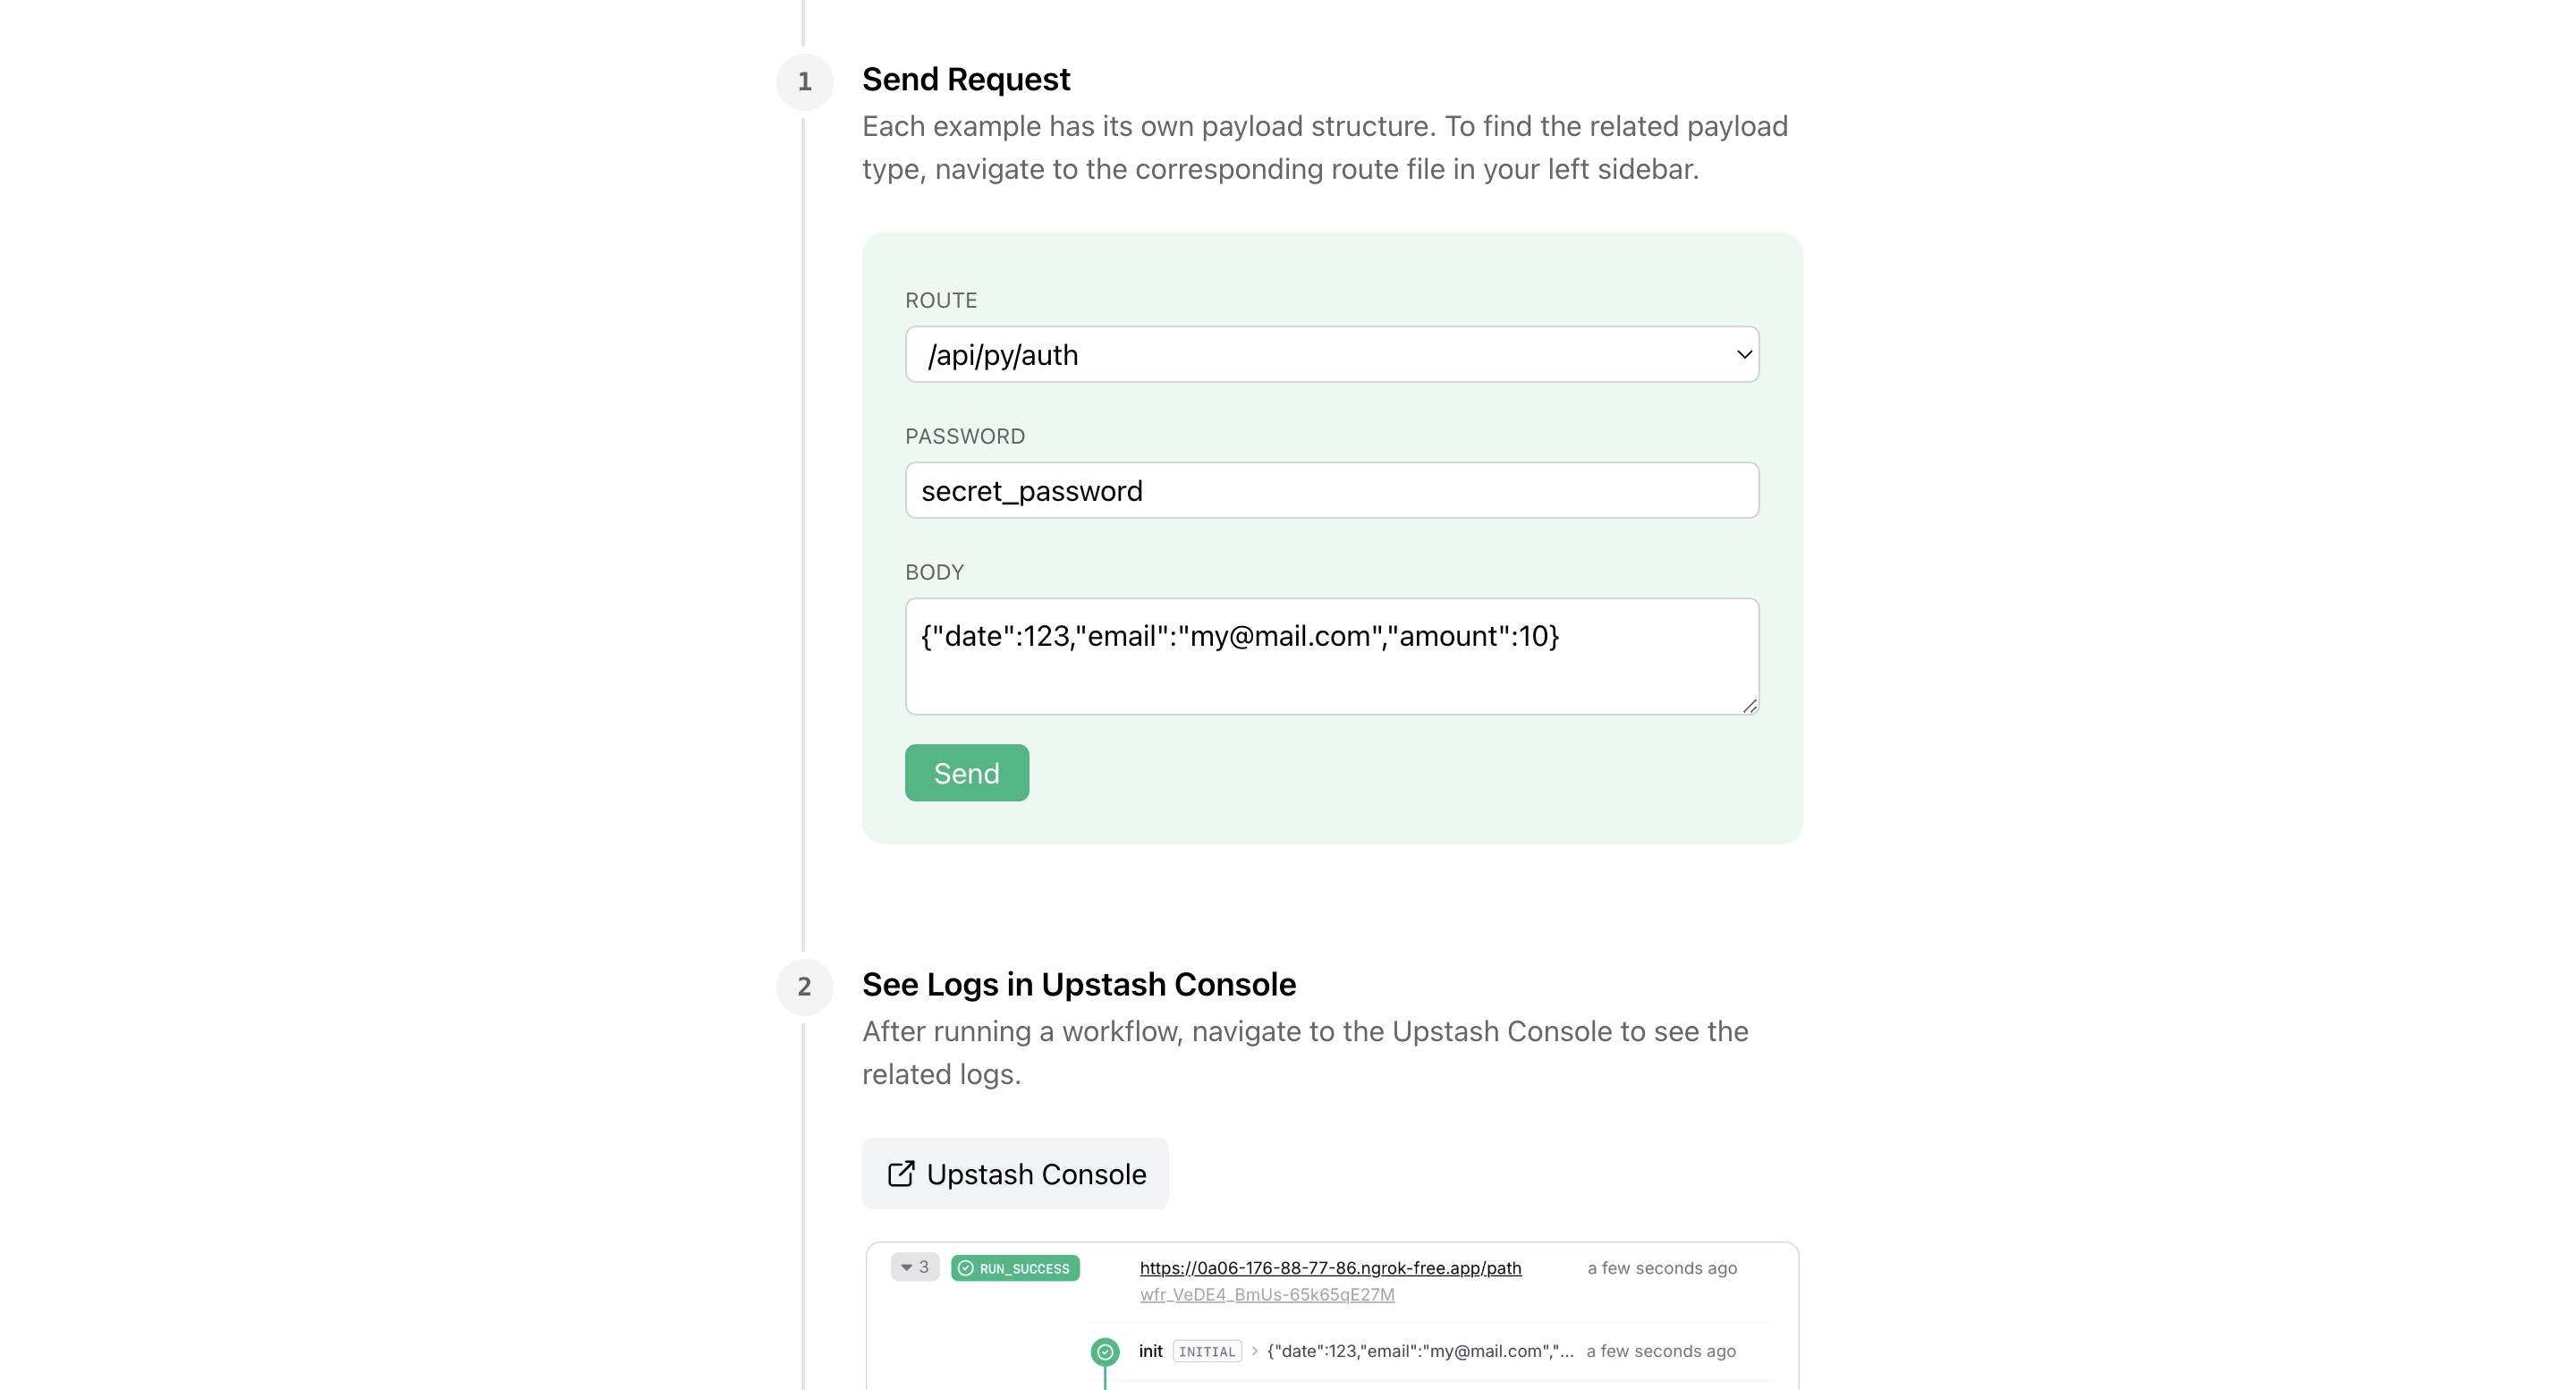 1
Send Request
Each example has its own payload structure. To find the related payload
type, navigate to the corresponding route file in your left sidebar.
ROUTE
/api/py/auth
PASSWORD
secret_password
BODY
{"date":123,"email":"my@mail.com","amount":10}
Send
2
See Logs in Upstash Console
After running a workflow, navigate to the Upstash Console to see the
related logs.
Upstash Console
3 RUN_SUCCESS https://0a06-176-88-77-86.ngrok-free.app/path a few seconds ago
wfr_VeDE4_BmUs-65k65qE27M
init INITIAL > {"date":123,"email":"my@mail.com","... a few seconds ago